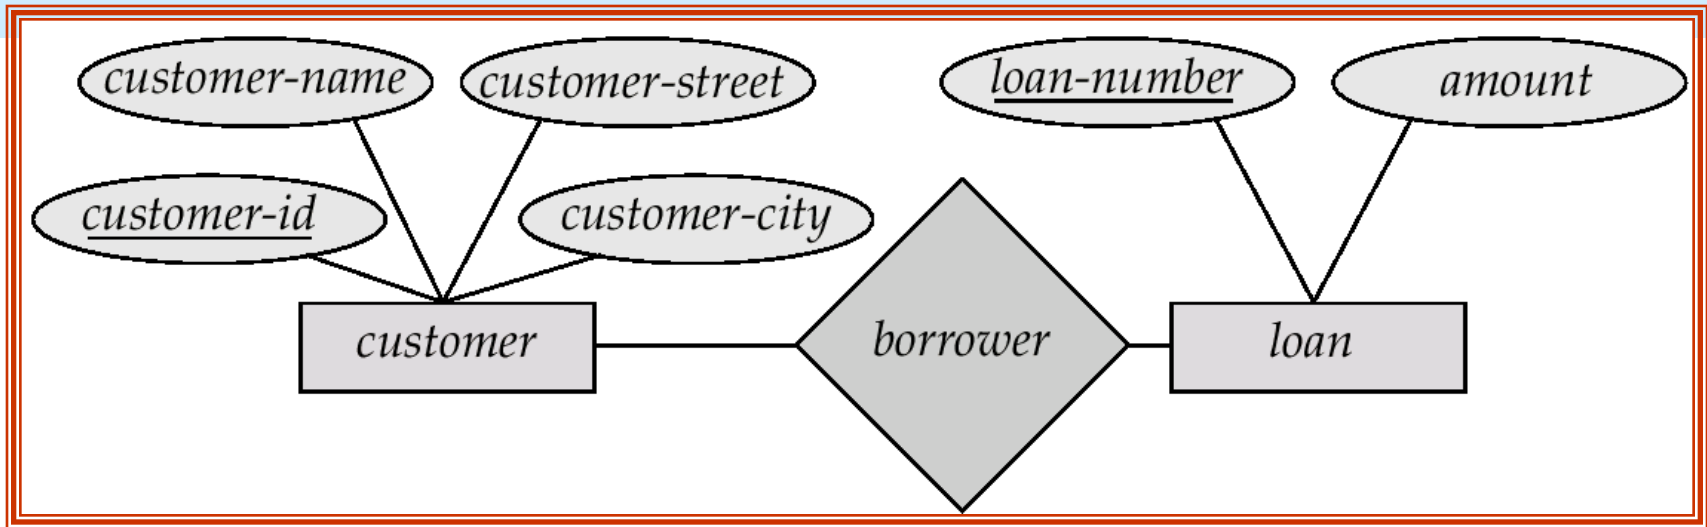 customer-name
customer-street
loan-number
amount
customer-id
customer-city
customer
borrower
loan